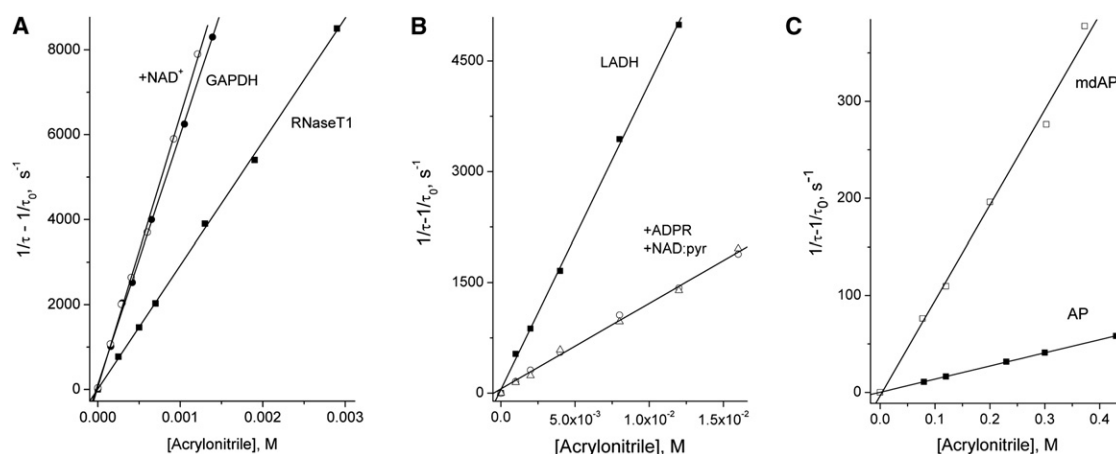 A
8000
6000
4000
2000
0
1/τ - 1/τ₀, s⁻¹
+NAD⁺
GAPDH
RNaseT1
0.000
0.001
0.002
0.003
[Acrylonitrile], M
B
4500
3000
1500
0
1/τ-1/τ₀, s⁻¹
LADH
+ADPR
+NAD:pyr
0.0
5.0x10⁻³
1.0x10⁻²
1.5x10⁻²
[Acrylonitrile], M
C
300
200
100
0
1/τ-1/τ₀, s⁻¹
mdAP
AP
0.0
0.1
0.2
0.3
0.4
[Acrylonitrile], M